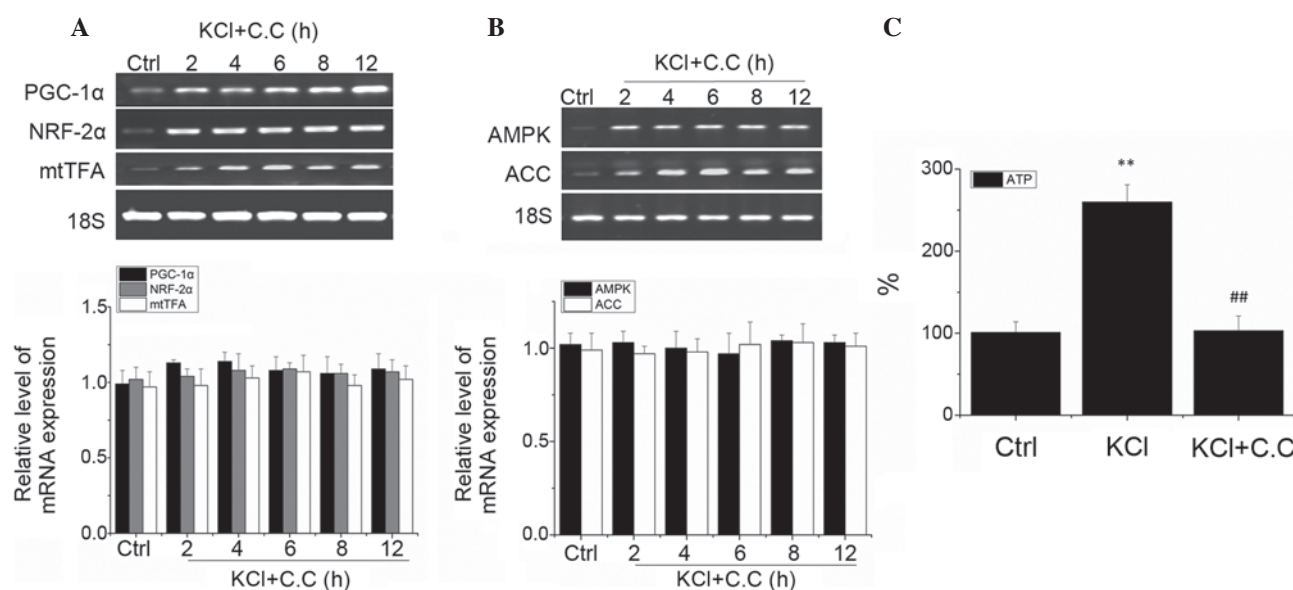 A
KCl+C.C (h)
Ctrl 2 4 6 8 12
PGC-1α
NRF-2α
mtTFA
18S
PGC-1α
NRF-2α
mtTFA
1.5
1.0
0.5
0.0
Relative level of
mRNA expression
Ctrl 2 4 6 8 12
KCl+C.C (h)
B
KCl+C.C (h)
Ctrl 2 4 6 8 12
AMPK
ACC
18S
AMPK
ACC
1.0
0.5
0.0
Relative level of
mRNA expression
Ctrl 2 4 6 8 12
KCl+C.C (h)
C
ATP
300
200
100
0
%
**
##
Ctrl KCl KCl+C.C